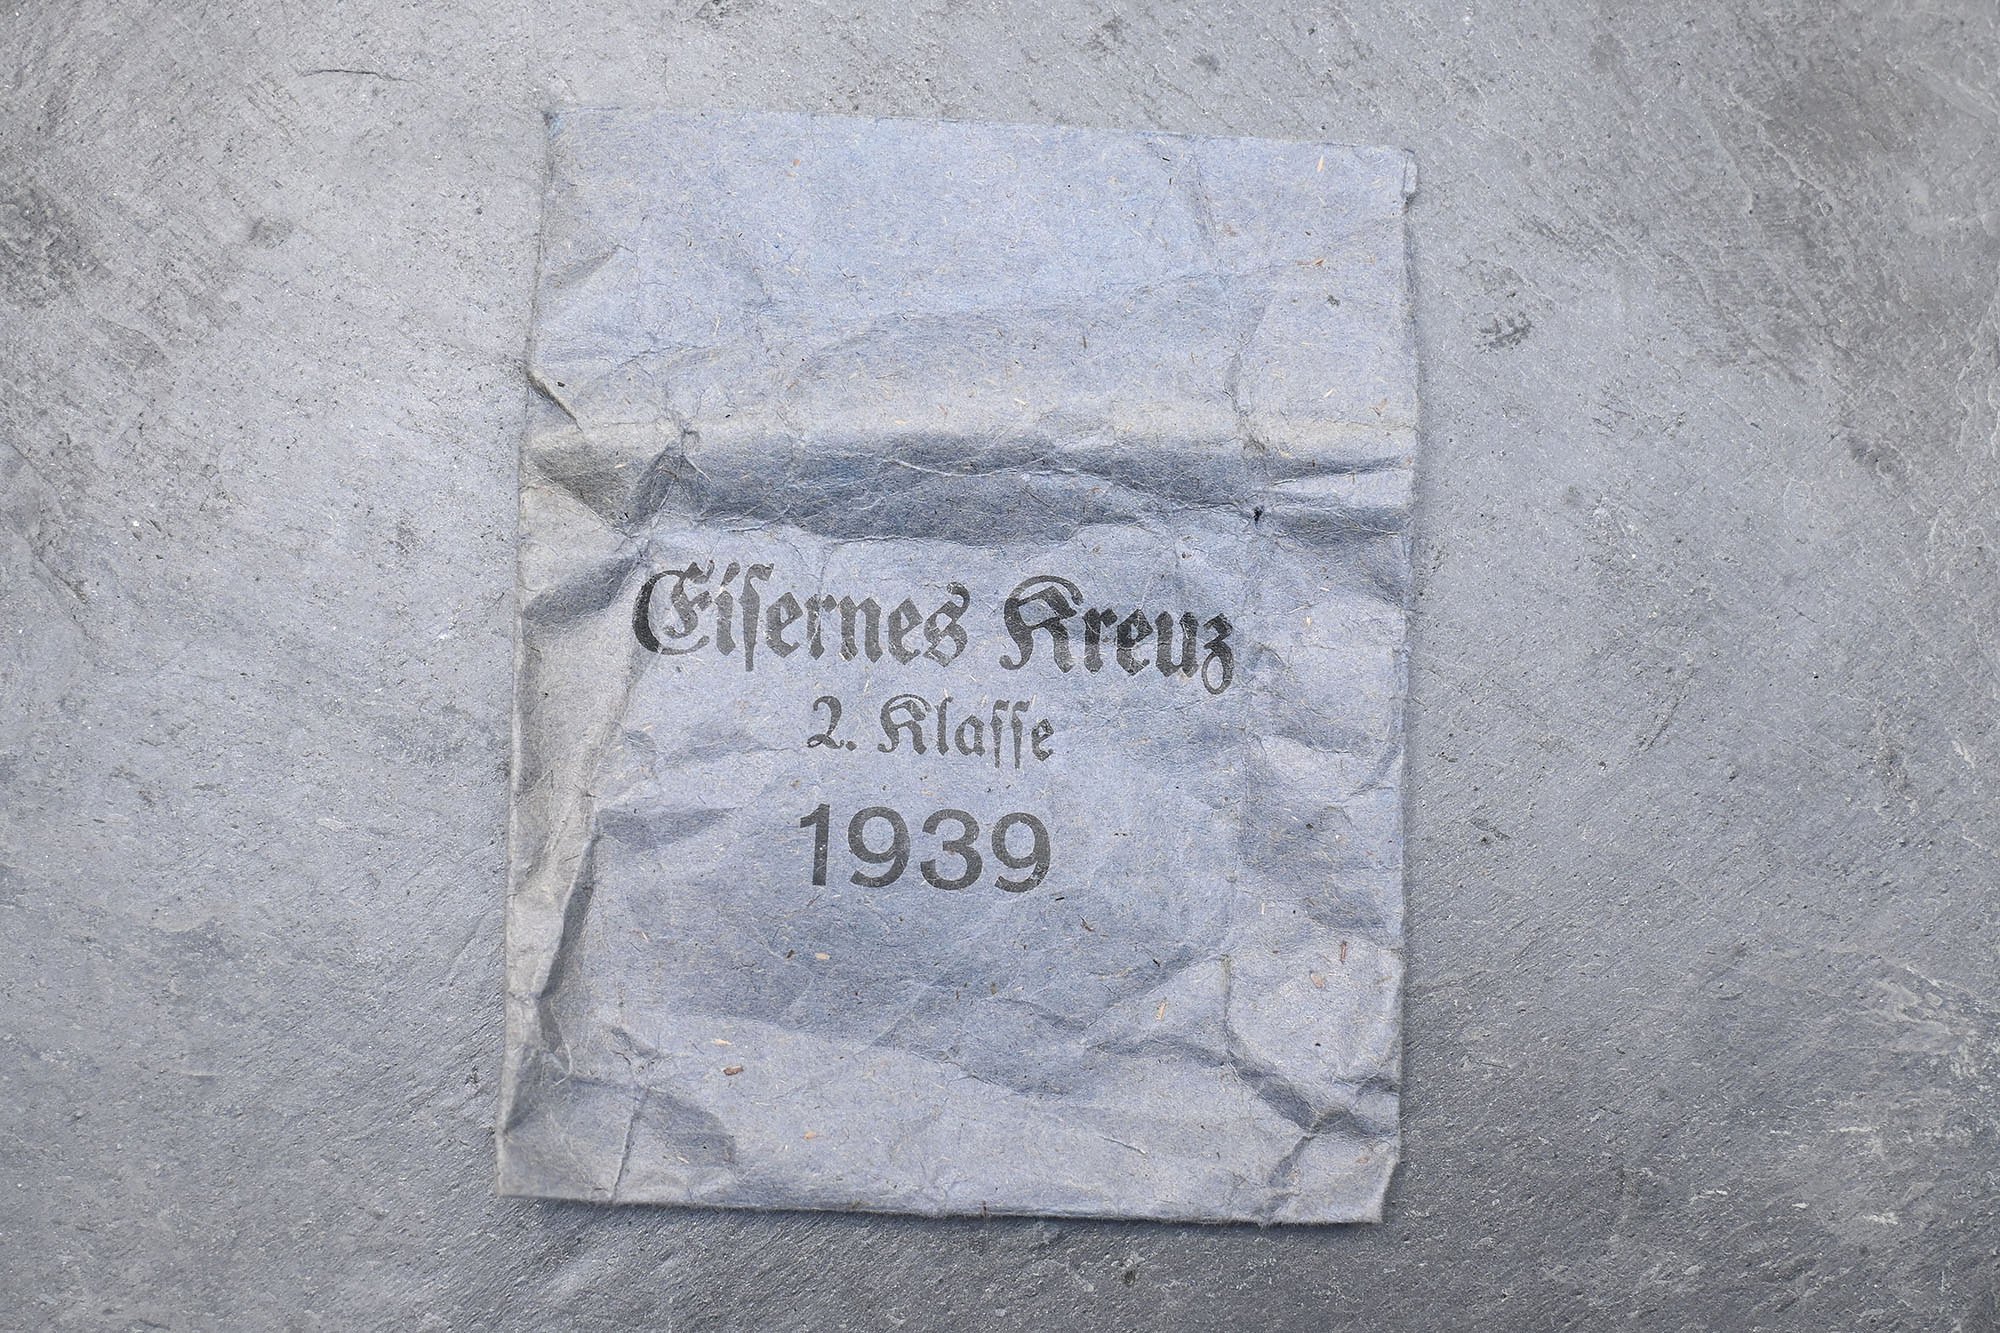 Eiſernes Kreuz
2. Klaſſe
1939